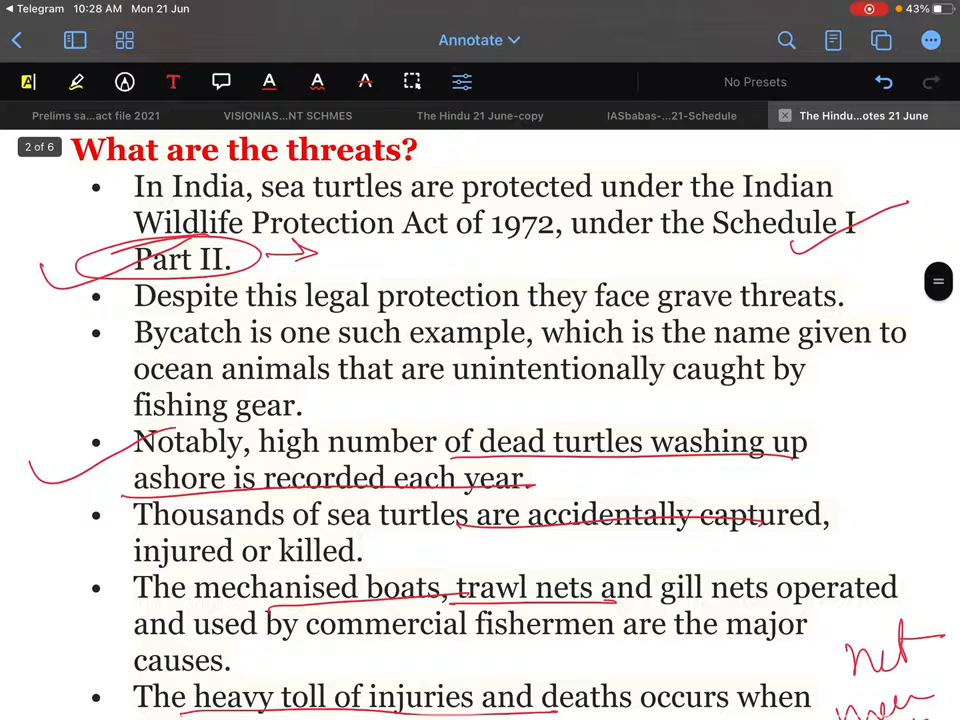 Telegram 10:28 AM Mon 21 Jun 43%
Annotate
A T A A A No Presets
Prelims sa...act file 2021 VISIONIAS...NT SCHMES The Hindu 21 June-copy IASbabas-...21-Schedule The Hindu...otes 21 June
2 of 6 What are the threats?
• In India, sea turtles are protected under the Indian
Wildlife Protection Act of 1972, under the Schedule I
Part II.
• Despite this legal protection they face grave threats.
• Bycatch is one such example, which is the name given to
ocean animals that are unintentionally caught by
fishing gear.
• Notably, high number of dead turtles washing up
ashore is recorded each year.
• Thousands of sea turtles are accidentally captured,
injured or killed.
• The mechanised boats, trawl nets and gill nets operated
and used by commercial fishermen are the major
causes.
net
• The heavy toll of injuries and deaths occurs when